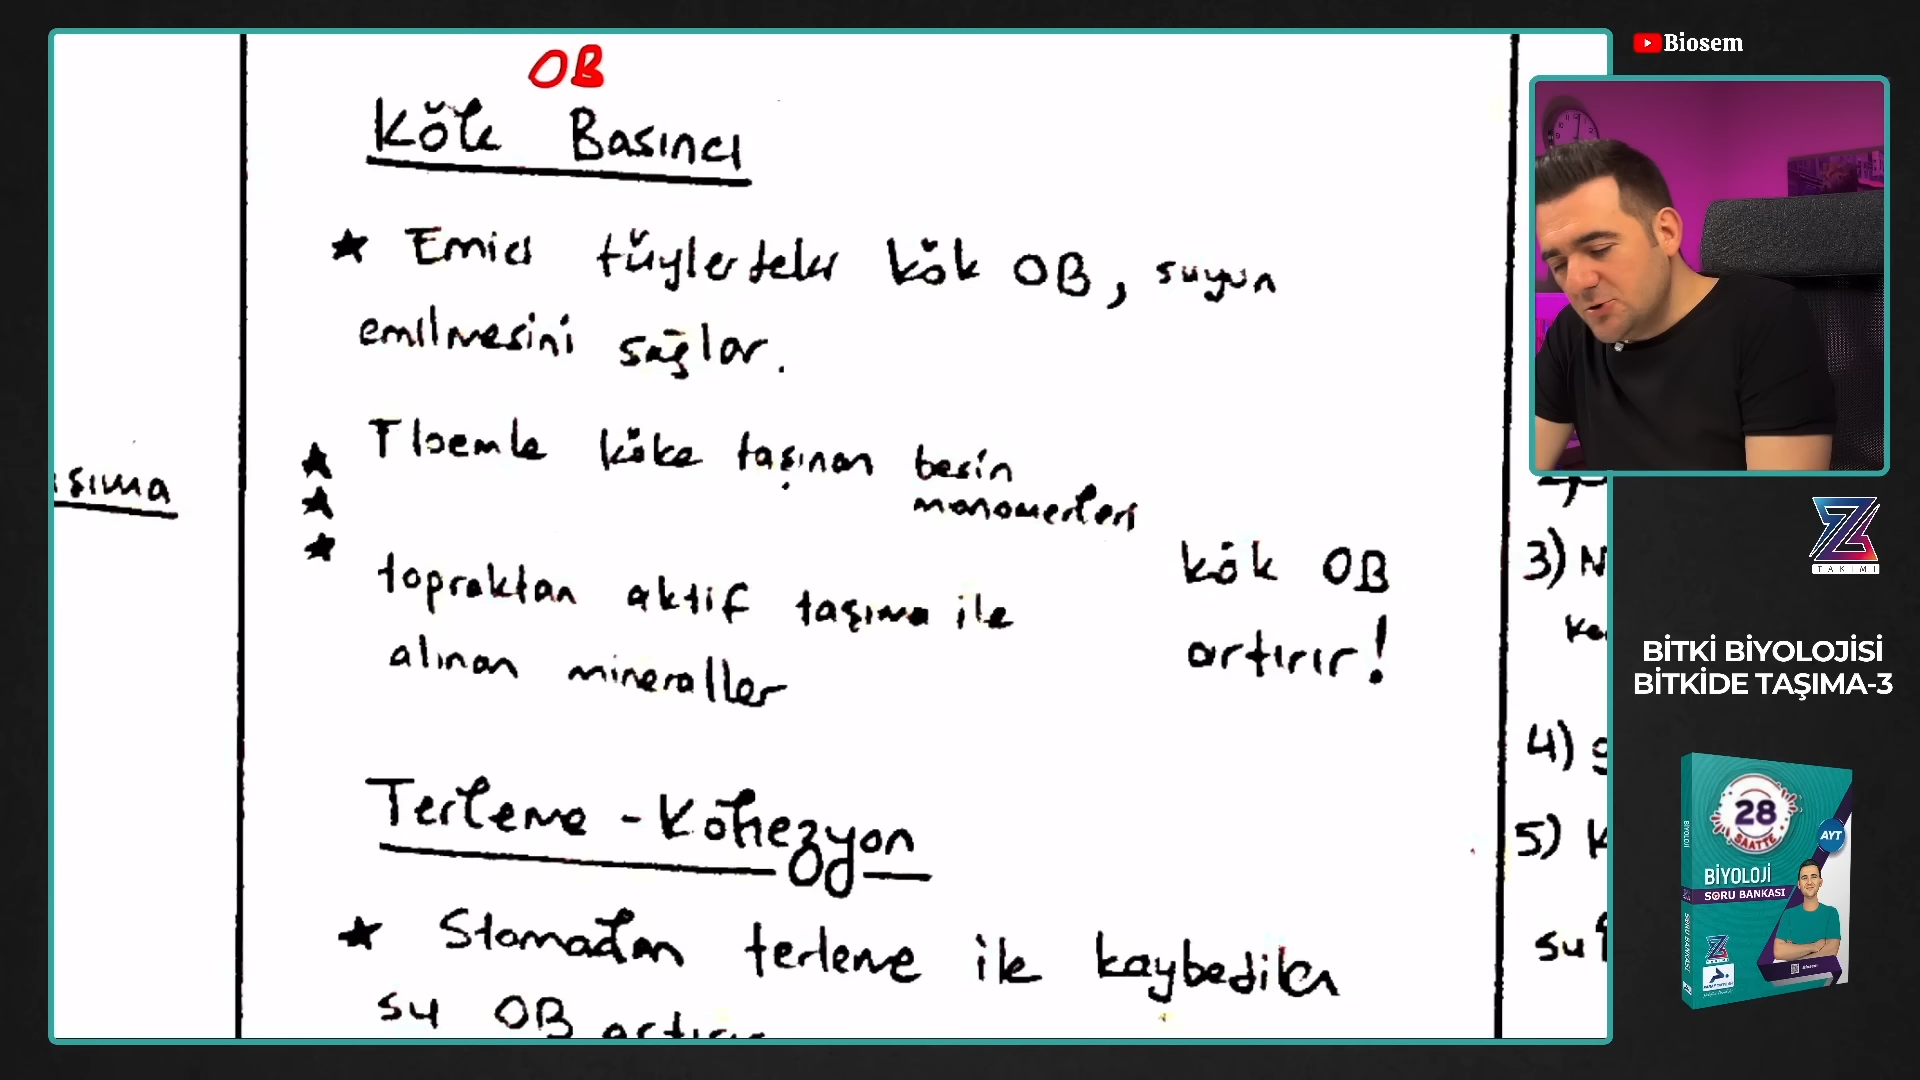 OB
Kök Basıncı
★ Emici tüylerdeki kök OB, suyun
emilmesini sağlar.
★ Floemle köke taşınan besin
monomerleri
★
★ topraktan aktif taşıma ile
alınan mineraller
kök OB
artırır!
Terleme - Kohezyon
★ Stomadan terleme ile kaybedilen
su OB artırır
3)
4)
5)
Biosem
Z
TAKIMI
BİTKİ BİYOLOJİSİ
BİTKİDE TAŞIMA-3
28
SAATTE
AYT
BİYOLOJİ
SORU BANKASI